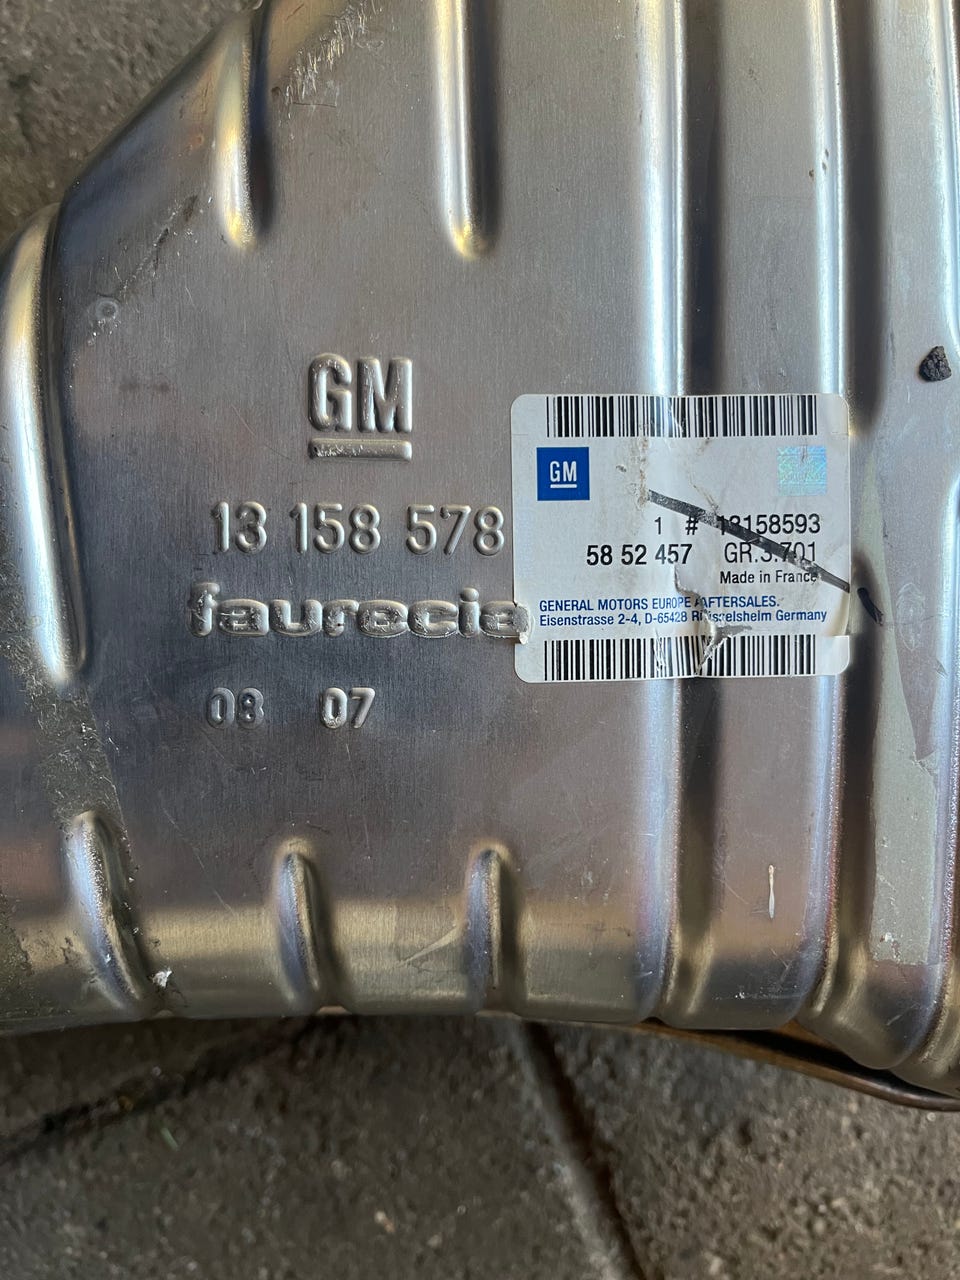 GM
13 158 578
faurecia
08 07
GM
1 # 13158593
58 52 457 GR.3.701
Made in France
GENERAL MOTORS EUROPE AFTERSALES.
Eisenstrasse 2-4, D-65428 Rüsselsheim Germany